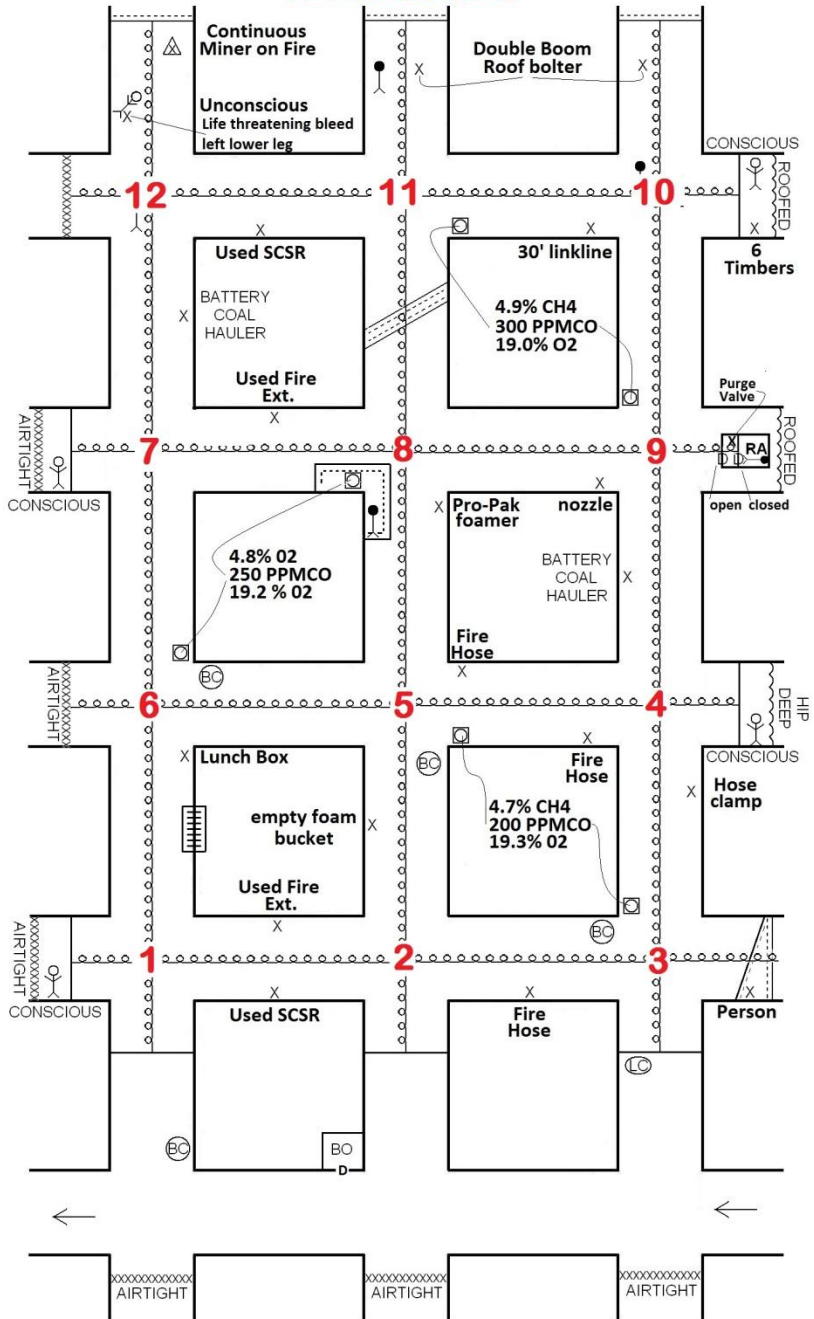 Continuous
Miner on Fire
Double Boom
Roof bolter
Unconscious
Life threatening bleed
left lower leg
X
X
X
CONSCIOUS
ROOFED
12
11
10
X
X
X
Used SCSR
30' linkline
6
Timbers
BATTERY
COAL
HAULER
X
4.9% CH4
300 PPMCO
19.0% O2
Used Fire
Ext.
X
Purge
Valve
AIRTIGHT
X
RA
D D
ROOFED
7
8
9
CONSCIOUS
open closed
X
X
Pro-Pak
foamer
nozzle
4.8% 02
250 PPMCO
19.2 % 02
BATTERY
COAL
HAULER
X
Fire
Hose
X
BC
AIRTIGHT
6
5
4
HIP
DEEP
CONSCIOUS
X
Lunch Box
BC
X
Fire
Hose
X
Hose
clamp
4.7% CH4
200 PPMCO
19.3% 02
empty foam
bucket
X
Used Fire
Ext.
X
BC
AIRTIGHT
1
2
3
CONSCIOUS
X
X
X
Used SCSR
Fire
Hose
Person
LC
BC
BO
D
AIRTIGHT
AIRTIGHT
AIRTIGHT